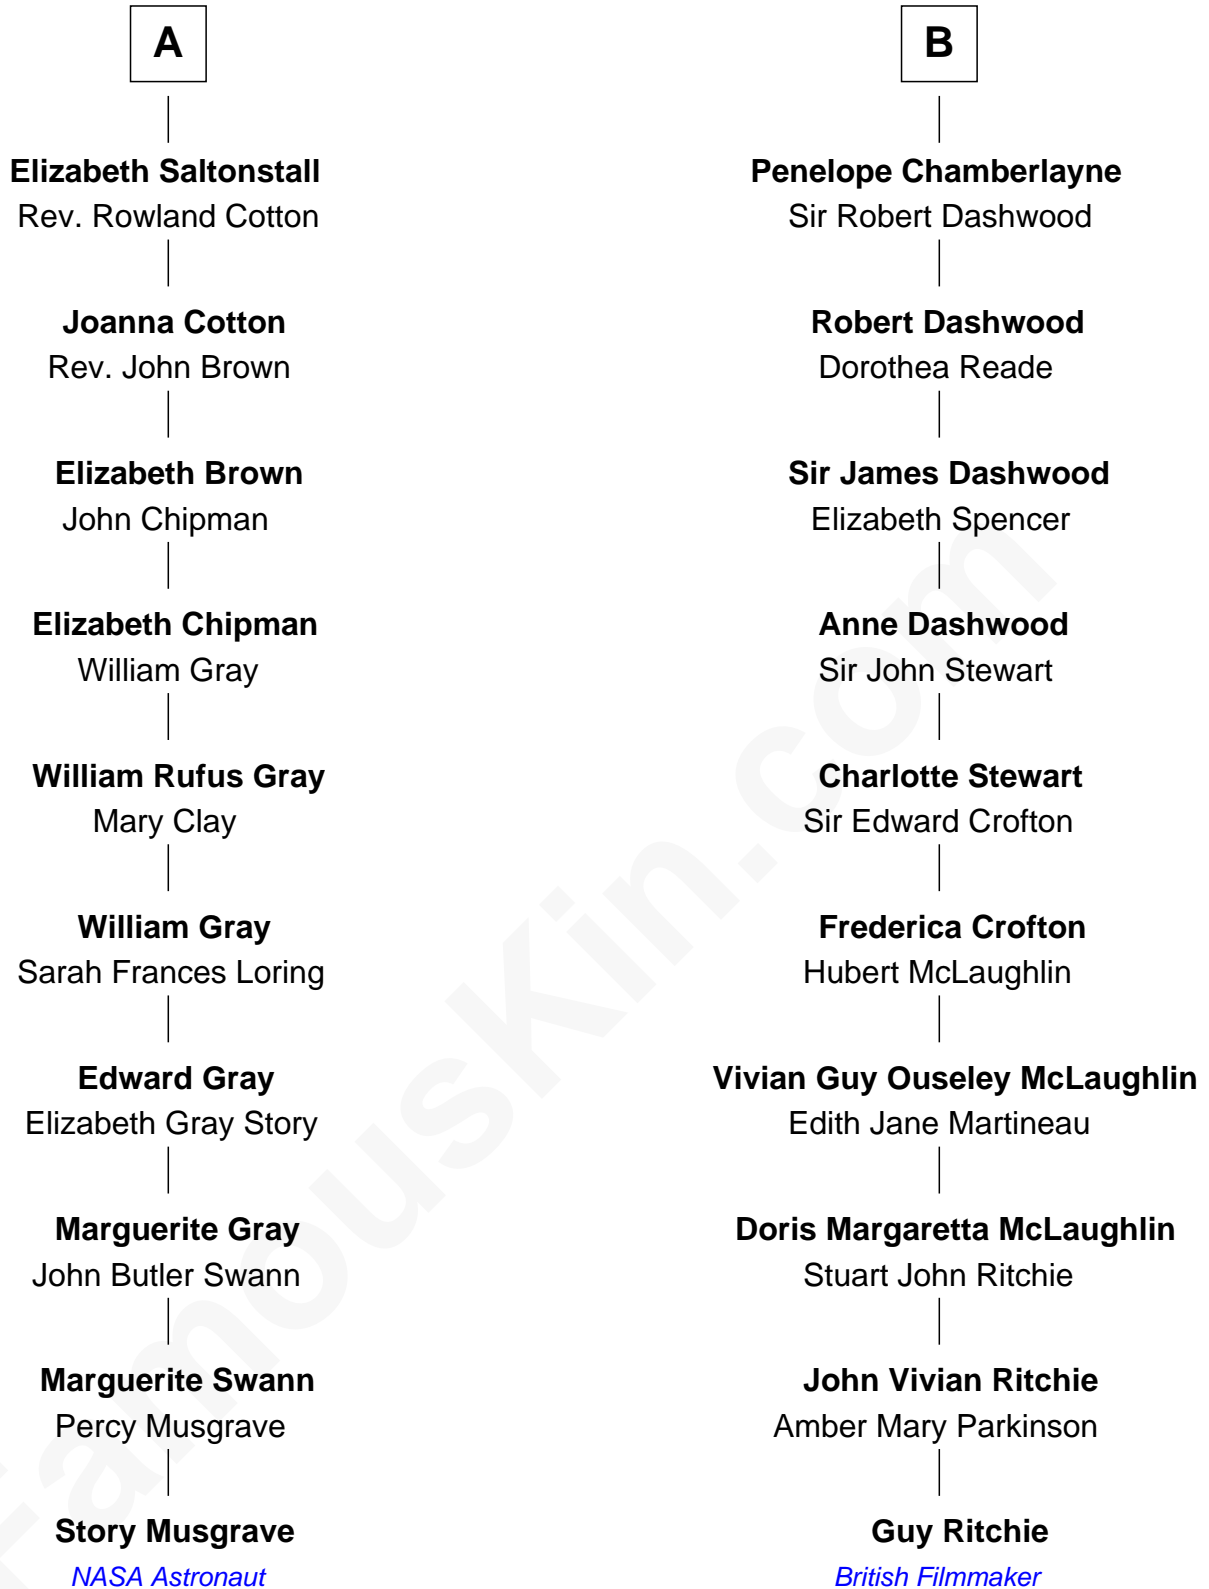 A
Elizabeth Saltonstall
Rev. Rowland Cotton
Joanna Cotton
Rev. John Brown
Elizabeth Brown
John Chipman
Elizabeth Chipman
William Gray
William Rufus Gray
Mary Clay
William Gray
Sarah Frances Loring
Edward Gray
Elizabeth Gray Story
Marguerite Gray
John Butler Swann
Marguerite Swann
Percy Musgrave
Story Musgrave
NASA Astronaut
B
Penelope Chamberlayne
Sir Robert Dashwood
Robert Dashwood
Dorothea Reade
Sir James Dashwood
Elizabeth Spencer
Anne Dashwood
Sir John Stewart
Charlotte Stewart
Sir Edward Crofton
Frederica Crofton
Hubert McLaughlin
Vivian Guy Ouseley McLaughlin
Edith Jane Martineau
Doris Margaretta McLaughlin
Stuart John Ritchie
John Vivian Ritchie
Amber Mary Parkinson
Guy Ritchie
British Filmmaker
FamousKin.com